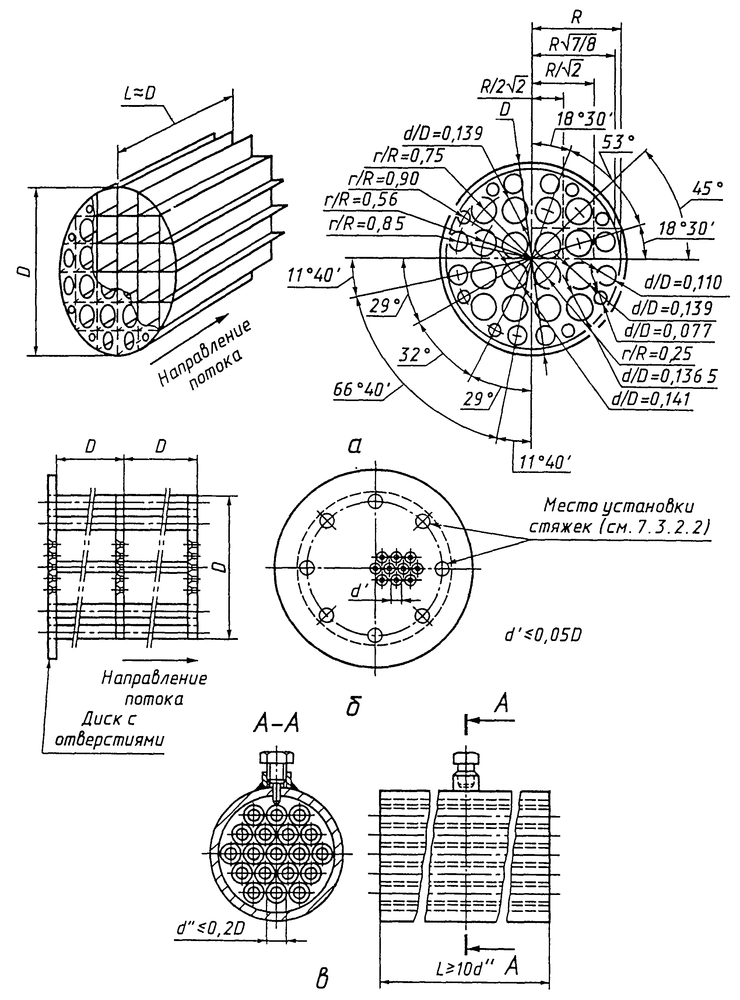 L≈D
D
Направление
потока
R
R√7/8
R/√2
R/2√2
D
18°30'
53°
45°
18°30'
d/D=0,139
r/R=0,75
r/R=0,90
r/R=0,56
r/R=0,85
11°40'
29°
32°
66°40'
29°
11°40'
d/D=0,110
d/D=0,139
d/D=0,077
r/R=0,25
d/D=0,1365
d/D=0,141
а
D
D
D
Направление
потока
Диск с
отверстиями
Место установки
стяжек (см. 7.3.2.2)
d'
d'≤0,05D
б
А-А
А
d''≤0,2D
L≥10d''
А
в